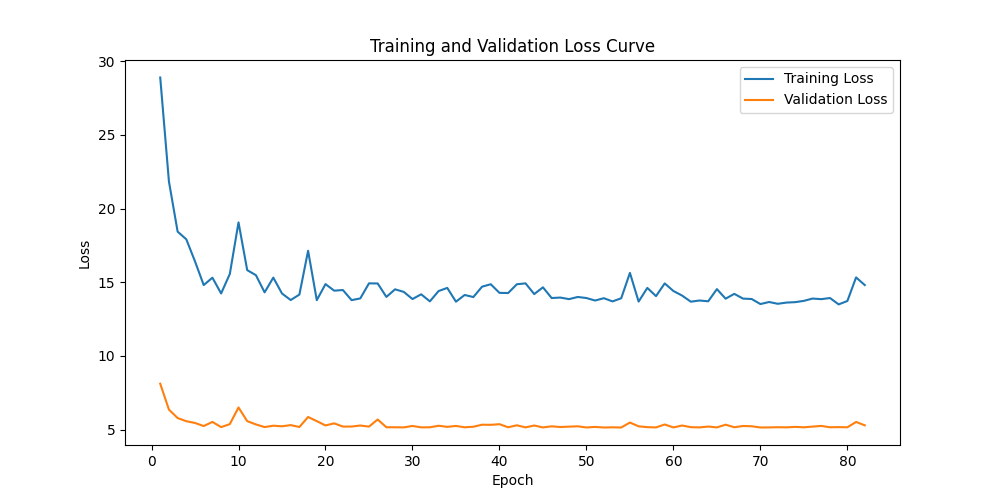 Training and Validation Loss Curve
Training Loss
Validation Loss
Loss
30
25
20
15
10
5
0 10 20 30 40 50 60 70 80
Epoch